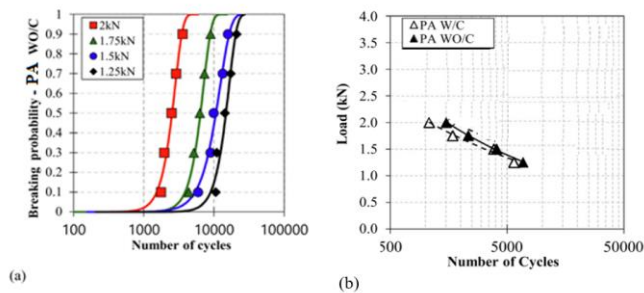 (a)
Breaking probability - PA WO/C
1
0.9
0.8
0.7
0.6
0.5
0.4
0.3
0.2
0.1
0
2kN
1.75kN
1.5kN
1.25kN
100
1000
10000
100000
Number of cycles
(a)
Load (kN)
4.0
3.5
3.0
2.5
2.0
1.5
1.0
0.5
0.0
PA W/C
PA WO/C
500
5000
50000
Number of Cycles
(b)